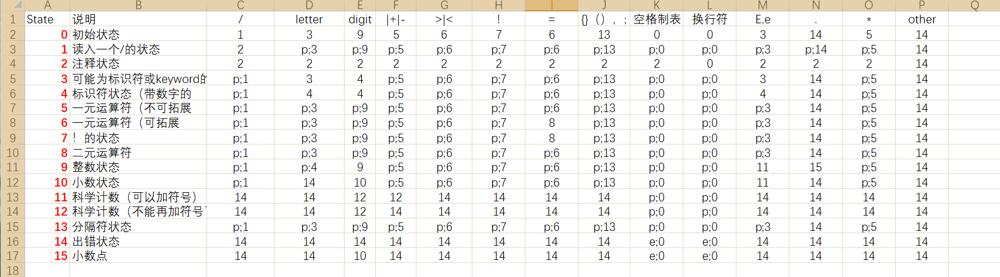 A B C D E F G H I J K L M N O P Q
1 State 说明 / letter digit |+|- >|< ! = {}（），; 空格制表 换行符 E,e . * other
2 0 初始状态 1 3 9 5 6 7 6 13 0 0 3 14 5 14
3 1 读入一个/的状态 2 p;3 p;9 p;5 p;6 p;7 p;6 p;13 p;0 p;0 p;3 p;14 p;5 14
4 2 注释状态 2 2 2 2 2 2 2 2 2 0 2 2 2 14
5 3 可能为标识符或keyword的 p;1 3 4 p;5 p;6 p;7 p;6 p;13 p;0 p;0 3 14 p;5 14
6 4 标识符状态（带数字的 p;1 4 4 p;5 p;6 p;7 p;6 p;13 p;0 p;0 4 14 p;5 14
7 5 一元运算符（不可拓展 p;1 p;3 p;9 p;5 p;6 p;7 p;6 p;13 p;0 p;0 p;3 14 p;5 14
8 6 一元运算符（可拓展 p;1 p;3 p;9 p;5 p;6 p;7 8 p;13 p;0 p;0 p;3 14 p;5 14
9 7 ！的状态 p;1 p;3 p;9 p;5 p;6 p;7 8 p;13 p;0 p;0 p;3 14 p;5 14
10 8 二元运算符 p;1 p;3 p;9 p;5 p;6 p;7 p;6 p;13 p;0 p;0 p;3 14 p;5 14
11 9 整数状态 p;1 p;4 9 p;5 p;6 p;7 p;6 p;13 p;0 p;0 11 15 p;5 14
12 10 小数状态 p;1 14 10 p;5 p;6 p;7 p;6 p;13 p;0 p;0 11 14 p;5 14
13 11 科学计数（可以加符号） 14 14 12 12 14 14 14 14 p;0 p;0 14 14 14 14
14 12 科学计数（不能再加符号 14 14 12 14 14 14 14 14 p;0 p;0 14 14 14 14
15 13 分隔符状态 p;1 p;3 p;9 p;5 p;6 p;7 p;6 p;13 p;0 p;0 p;3 14 p;5 14
16 14 出错状态 14 14 14 14 14 14 14 14 e;0 e;0 14 14 14 14
17 15 小数点 14 14 10 14 14 14 14 14 e;0 e;0 14 14 14 14
18